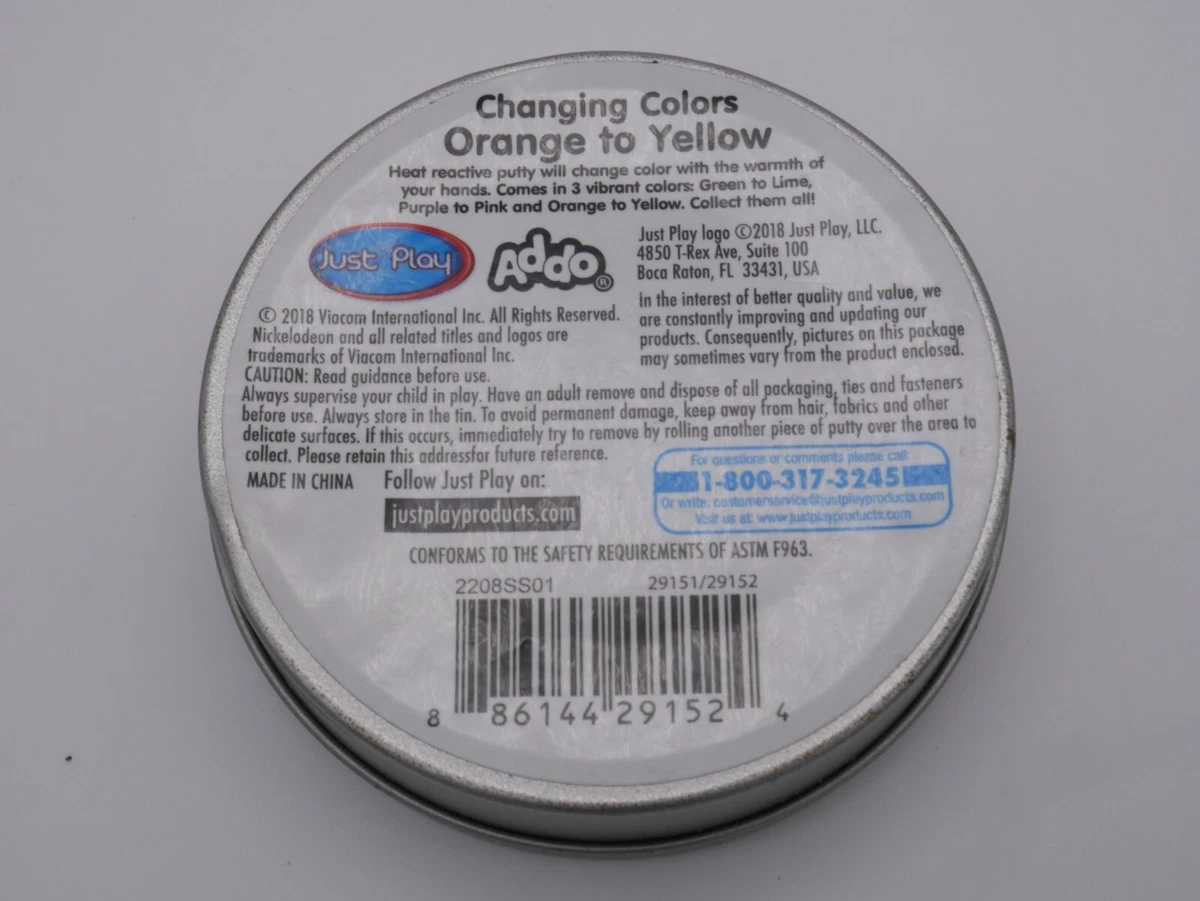 Changing Colors
Orange to Yellow
Heat reactive putty will change color with the warmth of
your hands. Comes in 3 vibrant colors: Green to Lime,
Purple to Pink and Orange to Yellow. Collect them all!
Just Play
Addo®
Just Play logo ©2018 Just Play, LLC.
4850 T-Rex Ave, Suite 100
Boca Raton, FL 33431, USA
© 2018 Viacom International Inc. All Rights Reserved.
Nickelodeon and all related titles and logos are
trademarks of Viacom International Inc.
In the interest of better quality and value, we
are constantly improving and updating our
products. Consequently, pictures on this package
may sometimes vary from the product enclosed.
CAUTION: Read guidance before use.
Always supervise your child in play. Have an adult remove and dispose of all packaging, ties and fasteners
before use. Always store in the tin. To avoid permanent damage, keep away from hair, fabrics and other
delicate surfaces. If this occurs, immediately try to remove by rolling another piece of putty over the area to
collect. Please retain this addressfor future reference.
MADE IN CHINA
Follow Just Play on:
justplayproducts.com
For questions or comments please call:
1-800-317-3245
Or write: customerservice@justplayproducts.com
Visit us at: www.justplayproducts.com
CONFORMS TO THE SAFETY REQUIREMENTS OF ASTM F963.
2208SS01 29151/29152
8 86144 29152 4